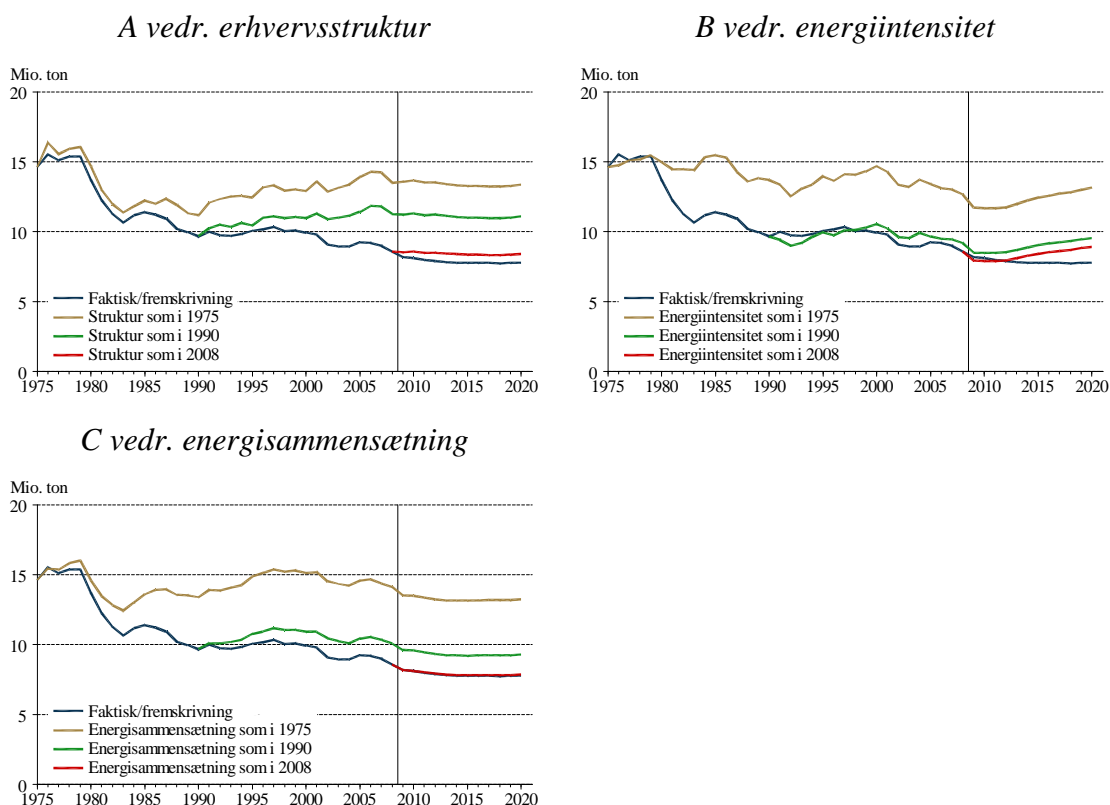 A vedr. erhvervsstruktur
Mio. ton
20
15
10
5
0
Faktisk/fremskrivning
Struktur som i 1975
Struktur som i 1990
Struktur som i 2008
1975 1980 1985 1990 1995 2000 2005 2010 2015 2020
B vedr. energiintensitet
Mio. ton
20
15
10
5
0
Faktisk/fremskrivning
Energiintensitet som i 1975
Energiintensitet som i 1990
Energiintensitet som i 2008
1975 1980 1985 1990 1995 2000 2005 2010 2015 2020
C vedr. energisammensætning
Mio. ton
20
15
10
5
0
Faktisk/fremskrivning
Energisammensætning som i 1975
Energisammensætning som i 1990
Energisammensætning som i 2008
1975 1980 1985 1990 1995 2000 2005 2010 2015 2020